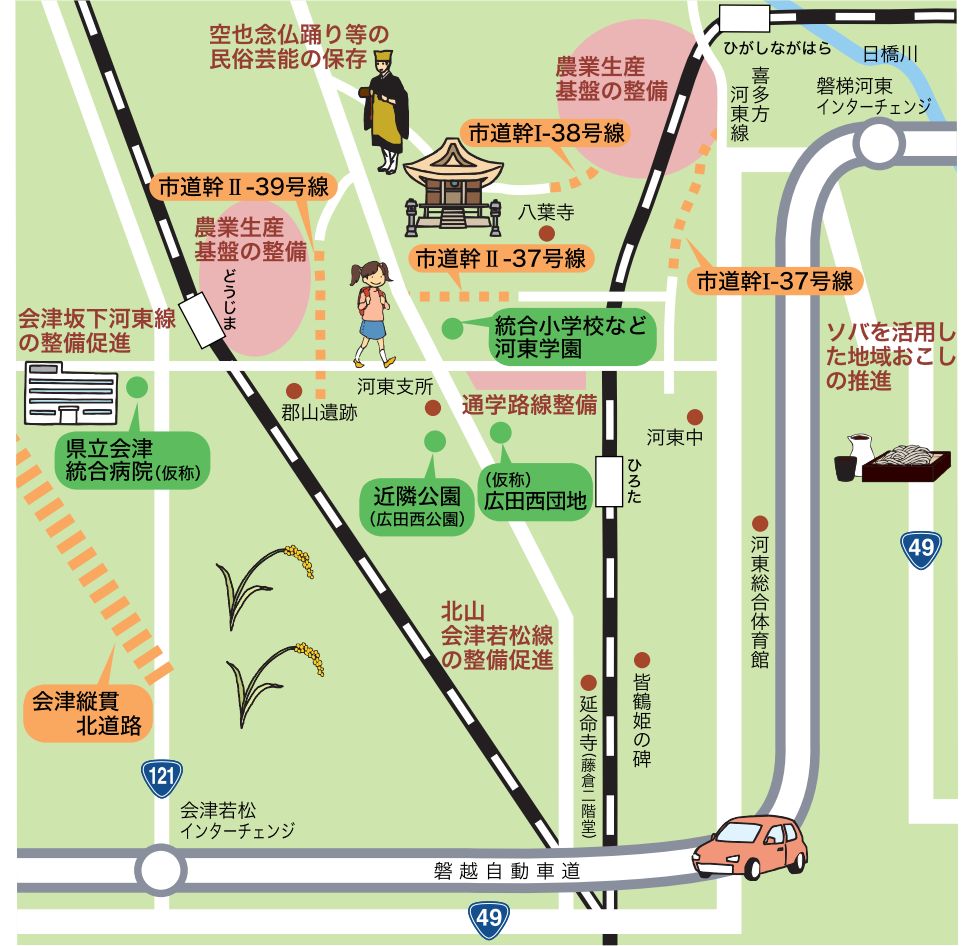 空也念仏踊り等の
民俗芸能の保存
農業生産
基盤の整備
ひがしながはら
日橋川
喜多方
河東線
磐梯河東
インターチェンジ
市道幹I-38号線
市道幹Ⅱ-39号線
八葉寺
農業生産
基盤の整備
どうじま
市道幹Ⅱ-37号線
市道幹I-37号線
会津坂下河東線
の整備促進
統合小学校など
河東学園
ソバを活用し
た地域おこし
の推進
河東支所
郡山遺跡
通学路線整備
河東中
県立会津
統合病院(仮称)
ひろた
近隣公園
(広田西公園)
(仮称)
広田西団地
49
河東総合体育館
北山
会津若松線
の整備促進
皆鶴姫の碑
延命寺(藤倉二階堂)
会津縦貫
北道路
121
会津若松
インターチェンジ
磐越自動車道
49